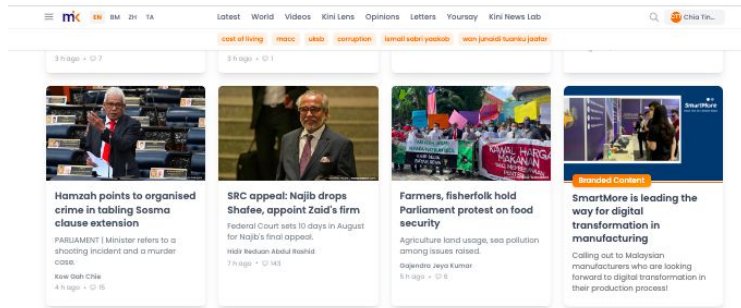 mk EN BM ZH TA Latest World Videos Kini Lens Opinions Letters Yoursay Kini News Lab Chia Tin...
cost of living macc uksb corruption ismail sabri yaakob wan junaidi tuanku jaafar
3 h ago • 7
3 h ago • 1
Hamzah points to organised
crime in tabling Sosma
clause extension
PARLIAMENT | Minister refers to a
shooting incident and a murder
case.
Kow Gah Chie
4 h ago • 15
SRC appeal: Najib drops
Shafee, appoint Zaid's firm
Federal Court sets 10 days in August
for Najib's final appeal.
Hidir Reduan Abdul Rashid
7 h ago • 143
KAWAL HARGA
MAKANAN
Farmers, fisherfolk hold
Parliament protest on food
security
Agriculture land usage, sea pollution
among issues raised.
Gajendra Jeya Kumar
5 h ago • 6
SmartMore
Branded Content
SmartMore is leading the
way for digital
transformation in
manufacturing
Calling out to Malaysian
manufacturers who are looking
forward to digital transformation in
their production process!